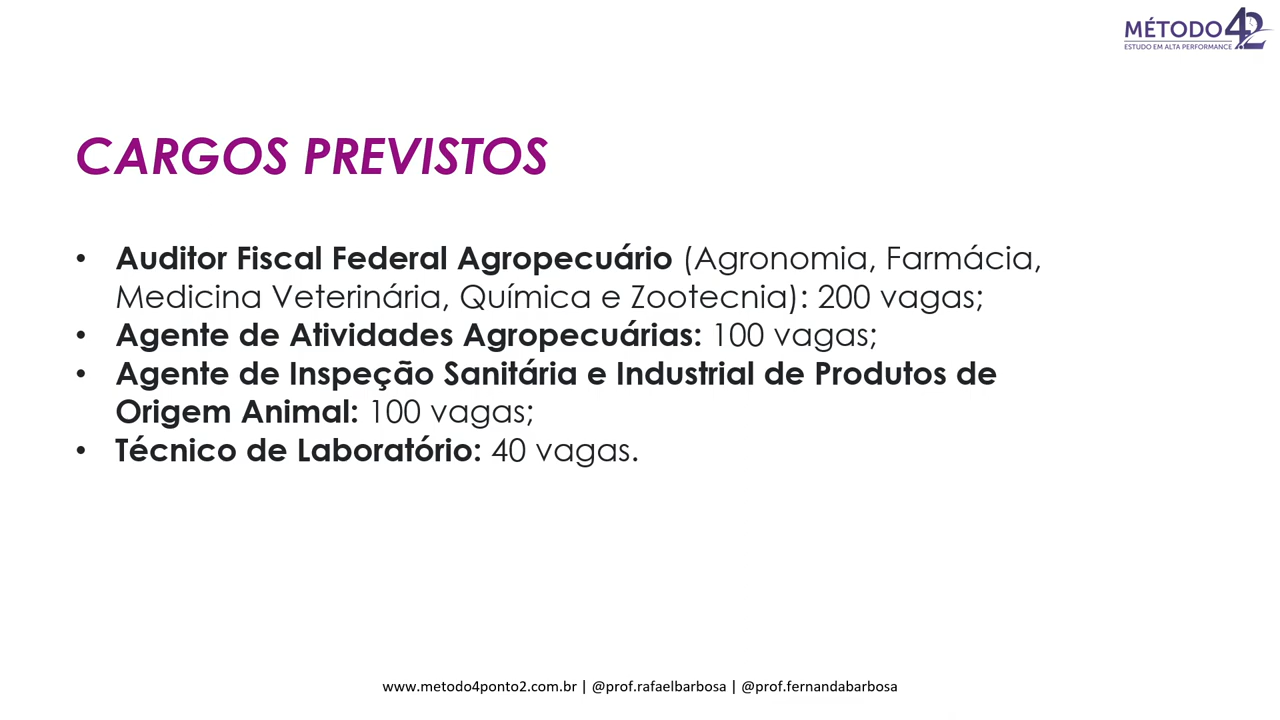 MÉTODO 4.2
ESTUDO EM ALTA PERFORMANCE
CARGOS PREVISTOS
• Auditor Fiscal Federal Agropecuário (Agronomia, Farmácia,
Medicina Veterinária, Química e Zootecnia): 200 vagas;
• Agente de Atividades Agropecuárias: 100 vagas;
• Agente de Inspeção Sanitária e Industrial de Produtos de
Origem Animal: 100 vagas;
• Técnico de Laboratório: 40 vagas.
www.metodo4ponto2.com.br | @prof.rafaelbarbosa | @prof.fernandabarbosa